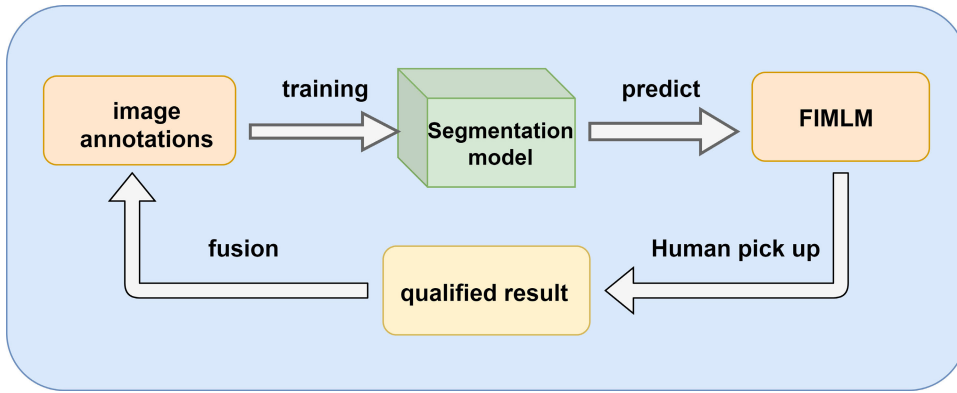 training
predict
image
annotations
Segmentation
model
FIMLM
fusion
Human pick up
qualified result